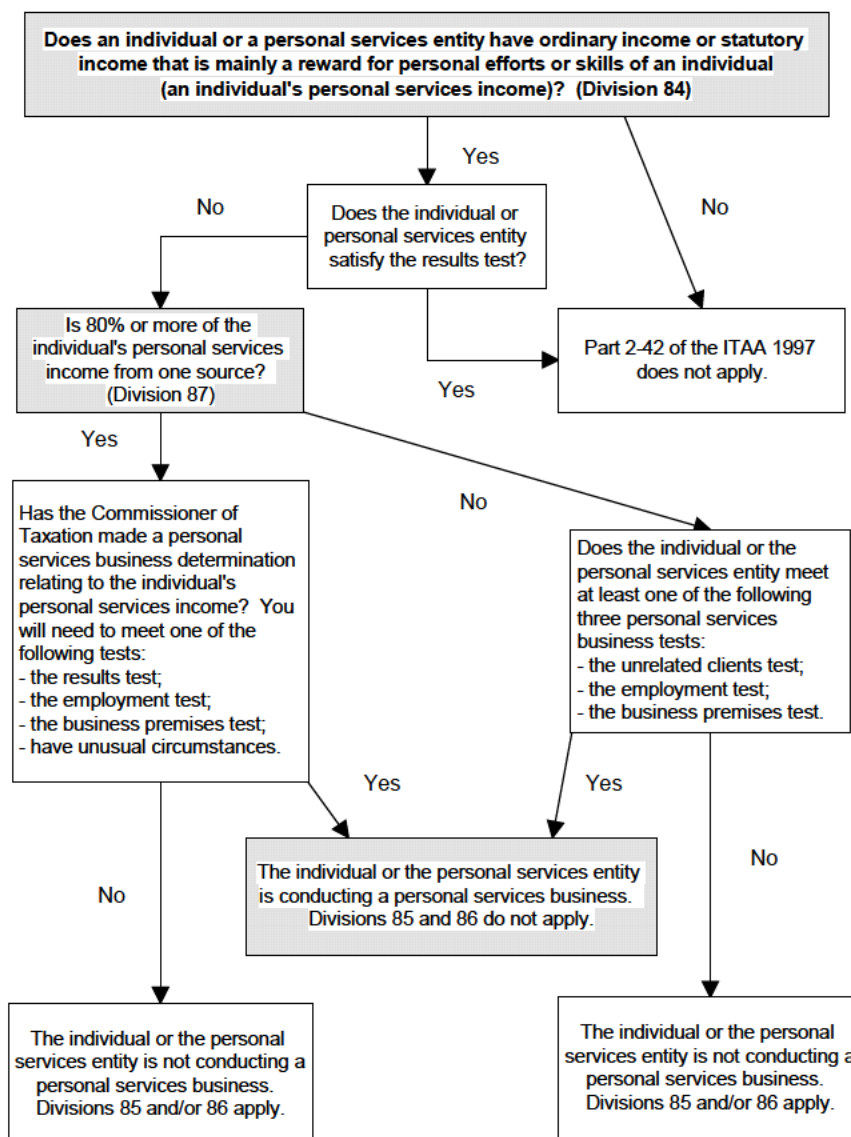 Does an individual or a personal services entity have ordinary income or statutory
income that is mainly a reward for personal efforts or skills of an individual
(an individual's personal services income)? (Division 84)
Yes
No
No
Does the individual or
personal services entity
satisfy the results test?
Is 80% or more of the
individual's personal services
income from one source?
(Division 87)
Part 2-42 of the ITAA 1997
does not apply.
Yes
Yes
No
Has the Commissioner of
Taxation made a personal
services business determination
relating to the individual's
personal services income? You
will need to meet one of the
following tests:
- the results test;
- the employment test;
- the business premises test;
- have unusual circumstances.
Does the individual or the
personal services entity meet
at least one of the following
three personal services
business tests:
- the unrelated clients test;
- the employment test;
- the business premises test.
Yes
Yes
The individual or the personal services entity
is conducting a personal services business.
Divisions 85 and 86 do not apply.
No
No
The individual or the personal
services entity is not conducting a
personal services business.
Divisions 85 and/or 86 apply.
The individual or the personal
services entity is not conducting a
personal services business.
Divisions 85 and/or 86 apply.